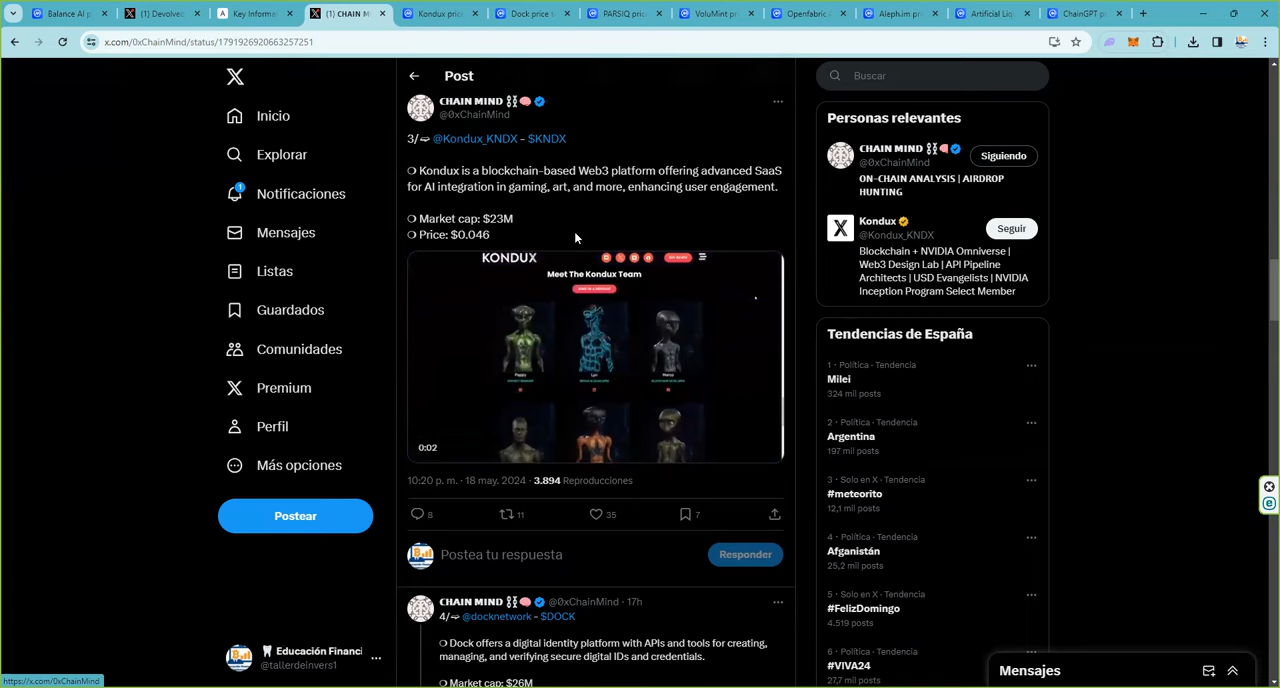 Balance AI p
(1) Devolved
Key Informa
(1) CHAIN M
Kondux pric
Dock price t
PARSIQ pric
VoluMint pri
Openfabric
Aleph.im pr
Artificial Liq
ChainGPT p
x.com/0xChainMind/status/1791926920663257251
Inicio
Explorar
1
Notificaciones
Mensajes
Listas
Guardados
Comunidades
Premium
Perfil
Más opciones
Postear
Educación Financi
@tallerdeinvers1
https://x.com/0xChainMind
Post
CHAIN MIND
@0xChainMind
3/ @Kondux_KNDX - $KNDX
Kondux is a blockchain-based Web3 platform offering advanced SaaS
for AI integration in gaming, art, and more, enhancing user engagement.
Market cap: $23M
Price: $0.046
KONDUX
Meet The Kondux Team
0:02
10:20 p. m. · 18 may. 2024 · 3.894 Reproducciones
8
11
35
7
Postea tu respuesta
Responder
CHAIN MIND @0xChainMind · 17h
4/ @docknetwork - $DOCK
Dock offers a digital identity platform with APIs and tools for creating,
managing, and verifying secure digital IDs and credentials.
Market cap: $26M
Buscar
Personas relevantes
CHAIN MIND
@0xChainMind
Siguiendo
ON-CHAIN ANALYSIS | AIRDROP
HUNTING
Kondux
@Kondux_KNDX
Seguir
Blockchain + NVIDIA Omniverse |
Web3 Design Lab | API Pipeline
Architects | USD Evangelists | NVIDIA
Inception Program Select Member
Tendencias de España
1 · Política · Tendencia
Milei
324 mil posts
2 · Política · Tendencia
Argentina
197 mil posts
3 · Solo en X · Tendencia
#meteorito
12,1 mil posts
4 · Política · Tendencia
Afganistán
25,2 mil posts
5 · Solo en X · Tendencia
#FelizDomingo
4.519 posts
6 · Política · Tendencia
#VIVA24
27,7 mil posts
Mensajes